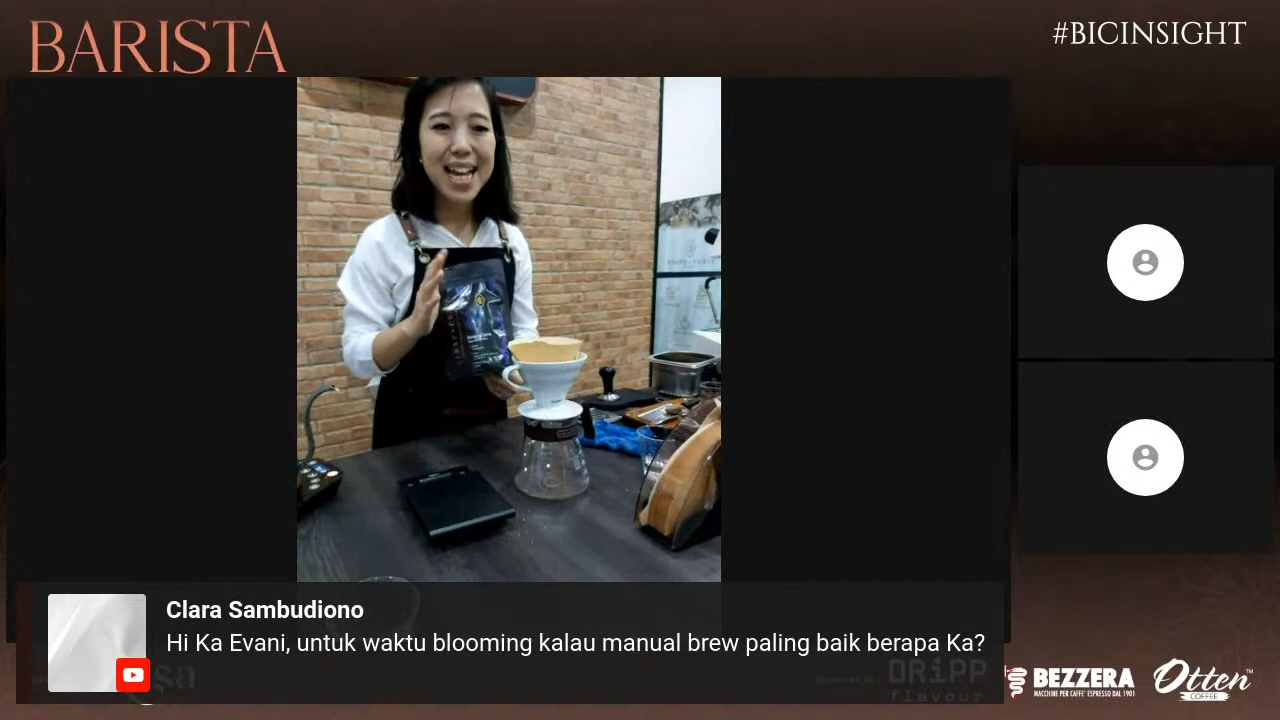 BARISTA
#BICINSIGHT
Clara Sambudiono
Hi Ka Evani, untuk waktu blooming kalau manual brew paling baik berapa Ka?
DRiPP
flavour
BEZZERA
MACCHINE PER CAFFE' ESPRESSO DAL 1901
Otten
COFFEE